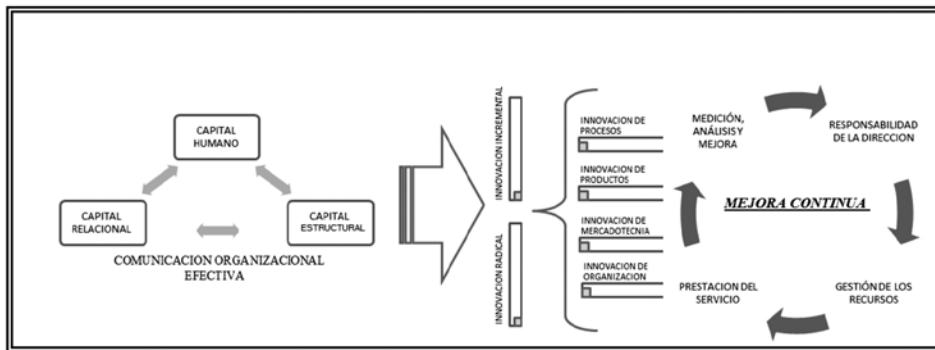 CAPITAL
HUMANO
CAPITAL
RELACIONAL
CAPITAL
ESTRUCTURAL
COMUNICACION ORGANIZACIONAL
EFECTIVA
INNOVACION INCREMENTAL
INNOVACION RADICAL
INNOVACION DE
PROCESOS
INNOVACION DE
PRODUCTOS
INNOVACION DE
MERCADOTECNIA
INNOVACION DE
ORGANIZACION
MEDICIÓN,
ANÁLISIS Y
MEJORA
RESPONSABILIDAD
DE LA DIRECCION
MEJORA CONTINUA
PRESTACION DEL
SERVICIO
GESTIÓN DE LOS
RECURSOS